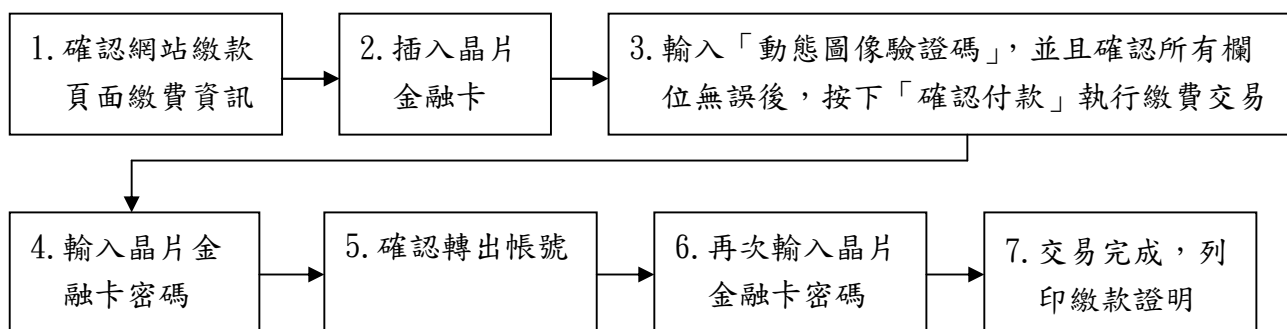 1.確認網站繳款
頁面繳費資訊
2.插入晶片
金融卡
3.輸入「動態圖像驗證碼」，並且確認所有欄
位無誤後，按下「確認付款」執行繳費交易
4.輸入晶片金
融卡密碼
5.確認轉出帳號
6.再次輸入晶片
金融卡密碼
7.交易完成，列
印繳款證明